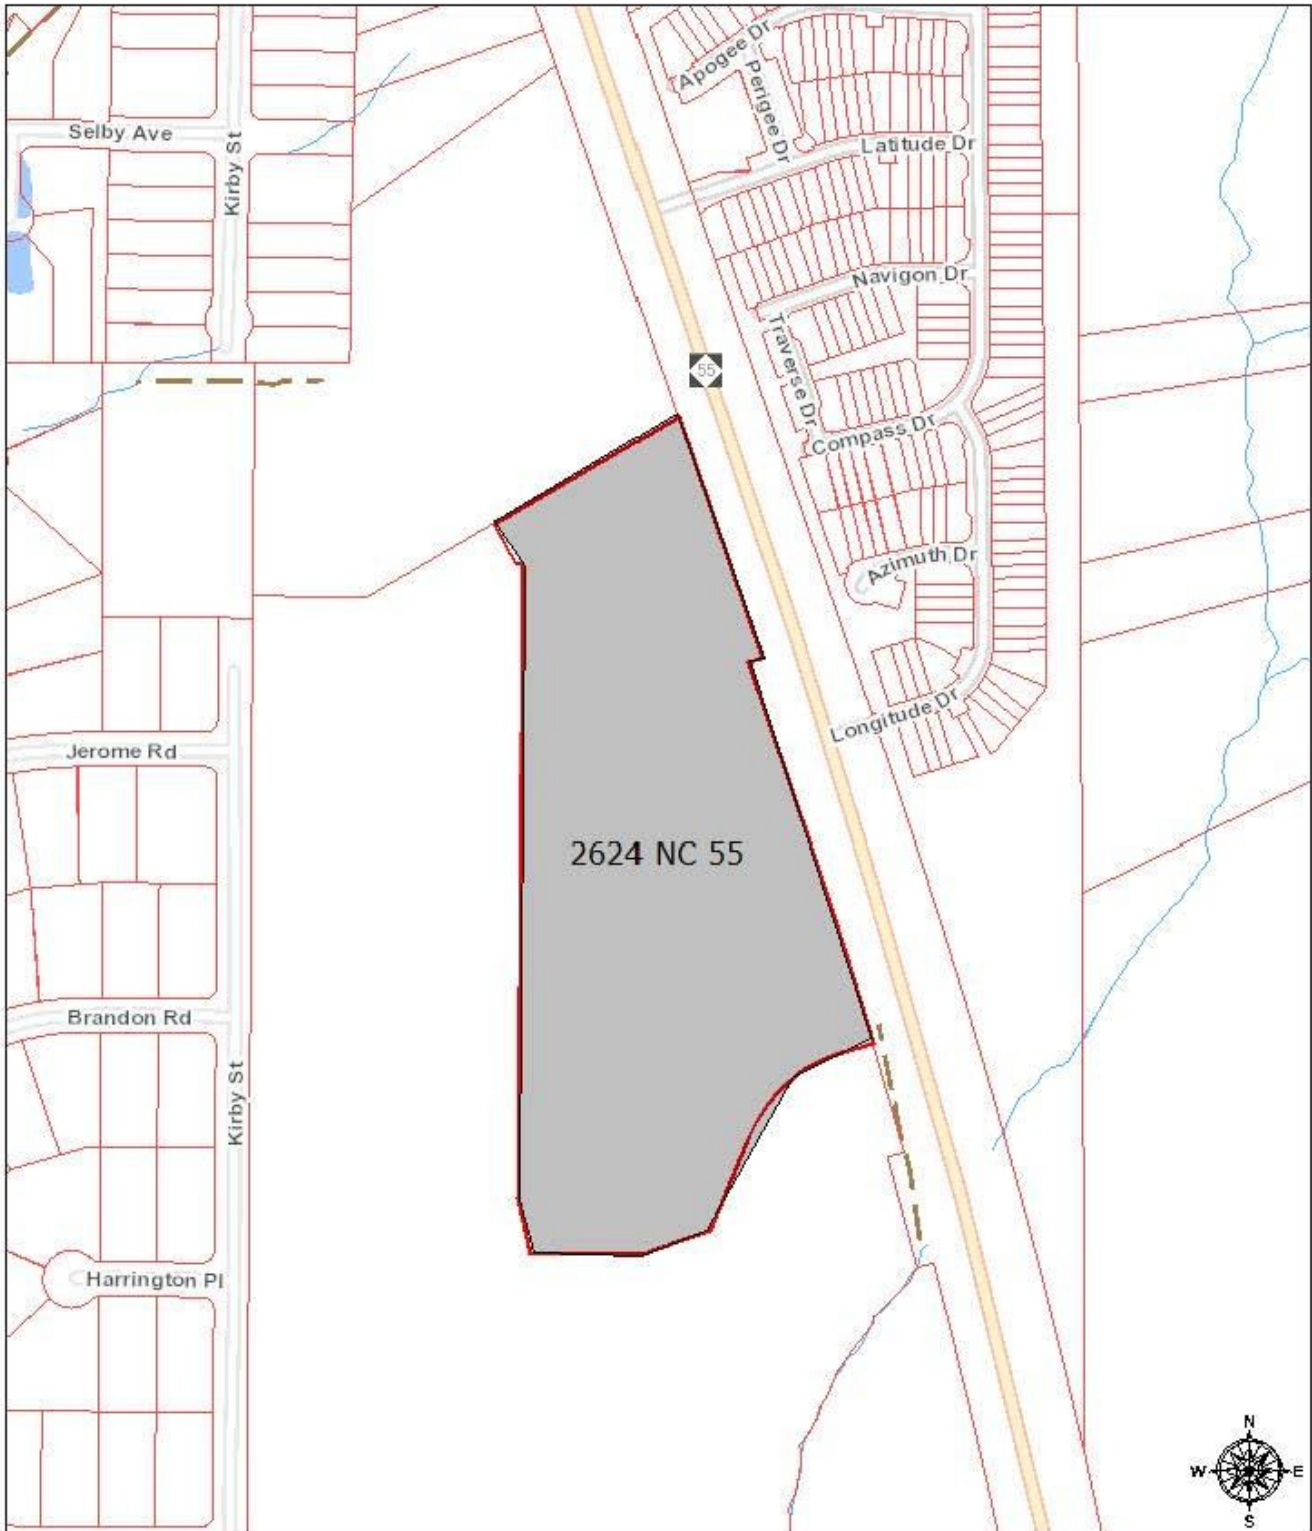 Apogee Dr
Perigee Dr
Selby Ave
Kirby St
Latitude Dr
Navigon Dr
Traverse Dr
55
Compass Dr
Azimuth Dr
Longitude Dr
Jerome Rd
2624 NC 55
Brandon Rd
Kirby St
Harrington Pl
N
W
E
S